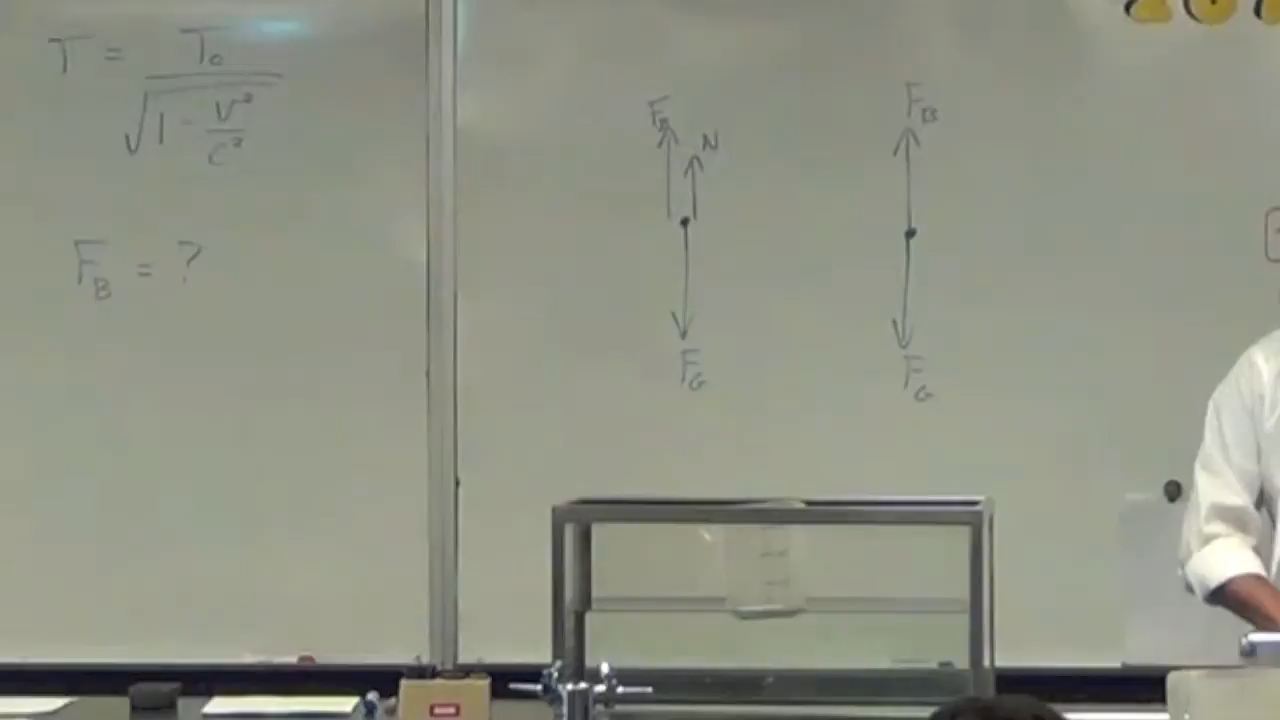 T = T₀ / √(1 - V²/C²)
F_B = ?
F_B
N
F_G
F_B
F_G